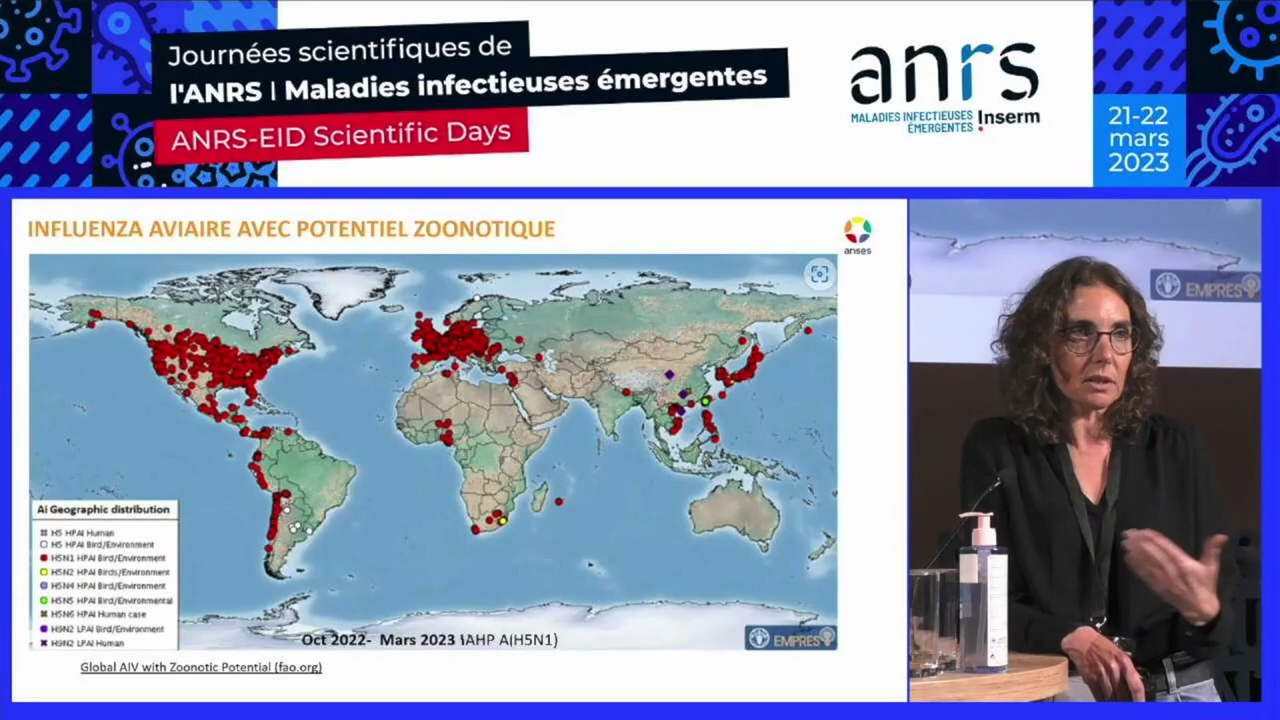 Journées scientifiques de
l'ANRS | Maladies infectieuses émergentes
ANRS-EID Scientific Days
anrs
MALADIES INFECTIEUSES
ÉMERGENTES
Inserm
21-22
mars
2023
INFLUENZA AVIAIRE AVEC POTENTIEL ZOONOTIQUE
anses
EMPRES
Ai Geographic distribution
H5 HPAI Human
H5 HPAI Bird/Environment
H5N1 HPAI Bird/Environment
H5N2 HPAI Birds/Environment
H5N4 HPAI Bird/Environment
H5N5 HPAI Bird/Environmental
H5N6 HPAI Human case
H9N2 LPAI Bird/Environment
H9N2 LPAI Human
Oct 2022- Mars 2023 IAHP A(H5N1)
EMPRES
Global AIV with Zoonotic Potential (fao.org)